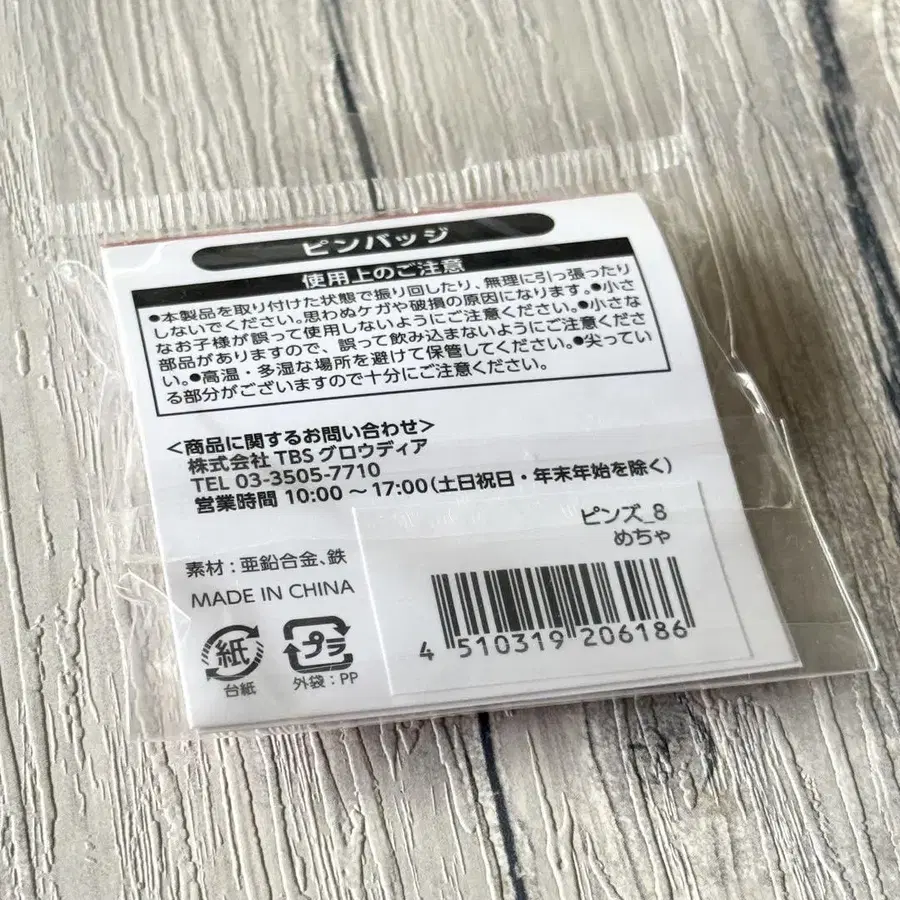 ピンバッジ
使用上のご注意
●本製品を取り付けた状態で振り回したり、無理に引っ張ったり
しないでください。思わぬケガや破損の原因になります。●小さ
なお子様が誤って使用しないようにご注意ください。●小さな
部品がありますので、誤って飲み込まないようにご注意くださ
い。●高温・多湿な場所を避けて保管してください。●尖ってい
る部分がございますので十分にご注意ください。
<商品に関するお問い合わせ>
株式会社 TBS グロウディア
TEL 03-3505-7710
営業時間 10:00 ～ 17:00(土日祝日・年末年始を除く)
ピンズ_8
めちゃ
素材:亜鉛合金、鉄
MADE IN CHINA
4 510319 206186
紙
プラ
台紙
外袋:PP